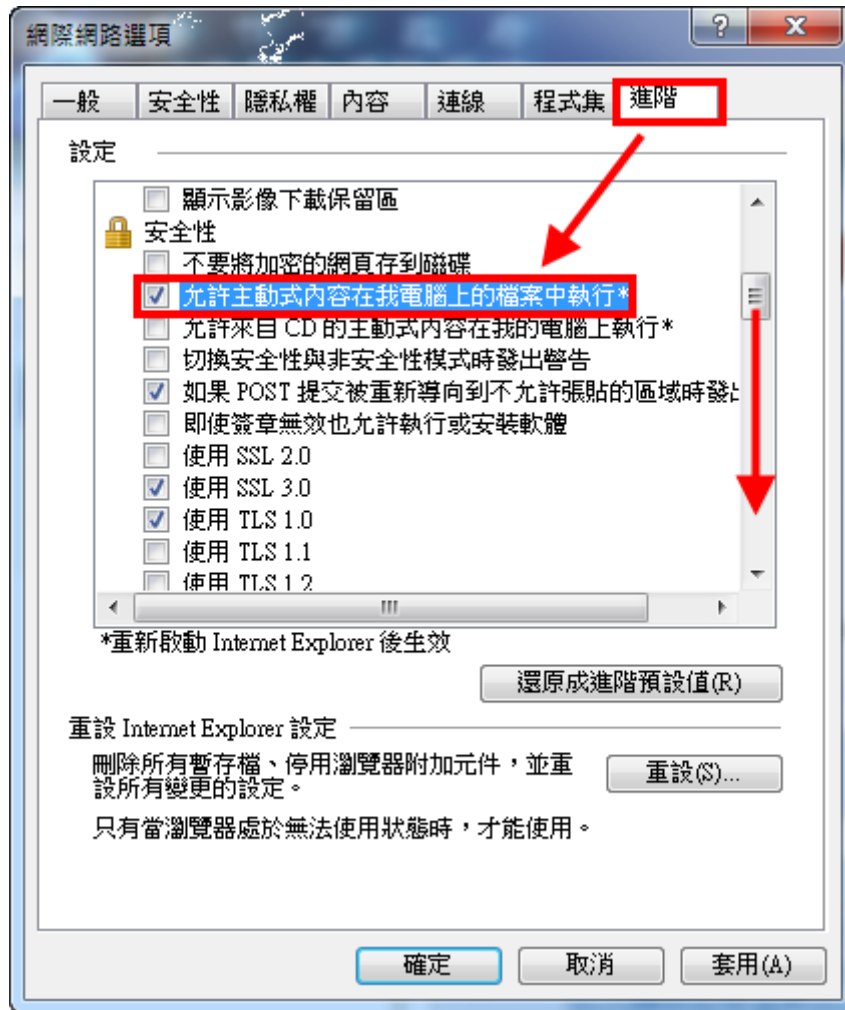 網際網路選項
一般 安全性 隱私權 內容 連線 程式集 進階
設定
顯示影像下載保留區
安全性
不要將加密的網頁存到磁碟
允許主動式內容在我電腦上的檔案中執行*
允許來自 CD 的主動式內容在我的電腦上執行*
切換安全性與非安全性模式時發出警告
如果 POST 提交被重新導向到不允許張貼的區域時發
即使簽章無效也允許執行或安裝軟體
使用 SSL 2.0
使用 SSL 3.0
使用 TLS 1.0
使用 TLS 1.1
使用 TLS 1.2
*重新啟動 Internet Explorer 後生效
還原成進階預設值(R)
重設 Internet Explorer 設定
刪除所有暫存檔、停用瀏覽器附加元件，並重
設所有變更的設定。
重設(S)...
只有當瀏覽器處於無法使用狀態時，才能使用。
確定 取消 套用(A)